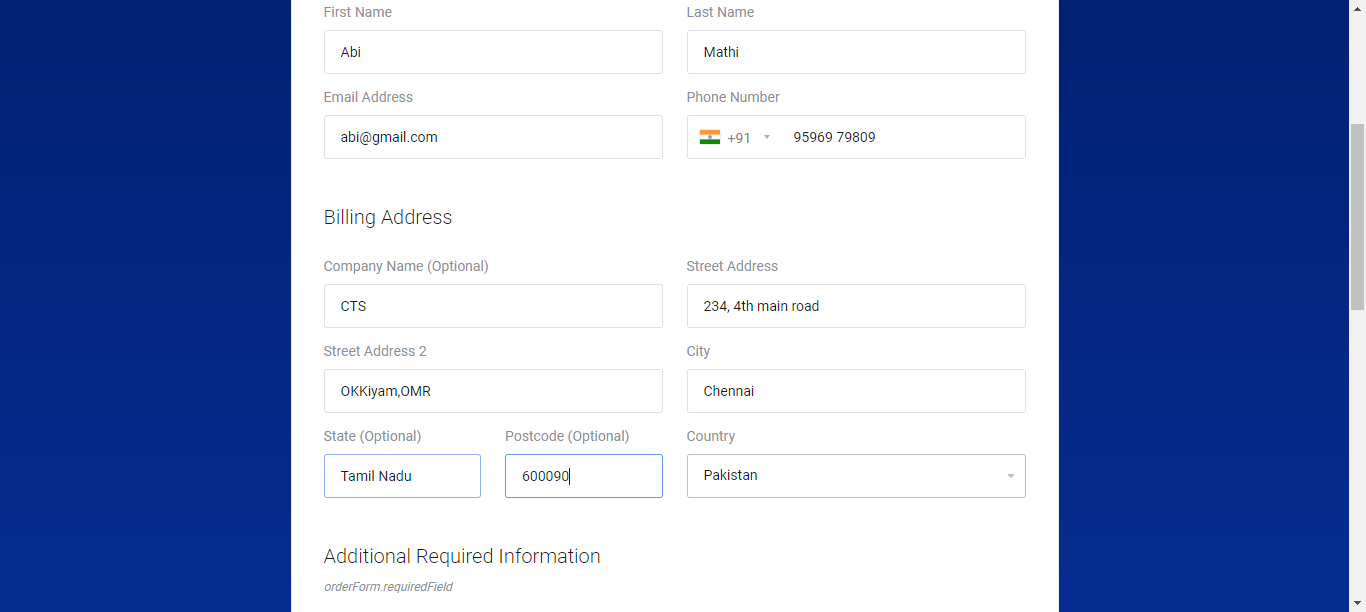 First Name Last Name
Abi Mathi
Email Address Phone Number
abi@gmail.com +91 95969 79809
Billing Address
Company Name (Optional) Street Address
CTS 234, 4th main road
Street Address 2 City
OKKiyam,OMR Chennai
State (Optional) Postcode (Optional) Country
Tamil Nadu 600090 Pakistan
Additional Required Information
orderForm.requiredField